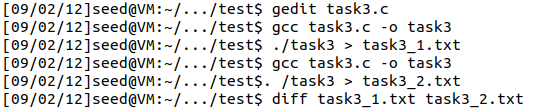 [09/02/12]seed@VM:~/.../test$ gedit task3.c
[09/02/12]seed@VM:~/.../test$ gcc task3.c -o task3
[09/02/12]seed@VM:~/.../test$ ./task3 > task3_1.txt
[09/02/12]seed@VM:~/.../test$ gcc task3.c -o task3
[09/02/12]seed@VM:~/.../test$. /task3 > task3_2.txt
[09/02/12]seed@VM:~/.../test$ diff task3_1.txt task3_2.txt